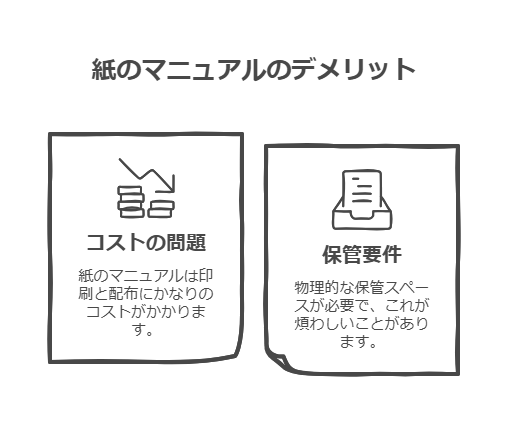 紙のマニュアルのデメリット
コストの問題
紙のマニュアルは印
刷と配布にかなりの
コストがかかりま
す。
保管要件
物理的な保管スペー
スが必要で、これが
煩わしいことがあり
ます。